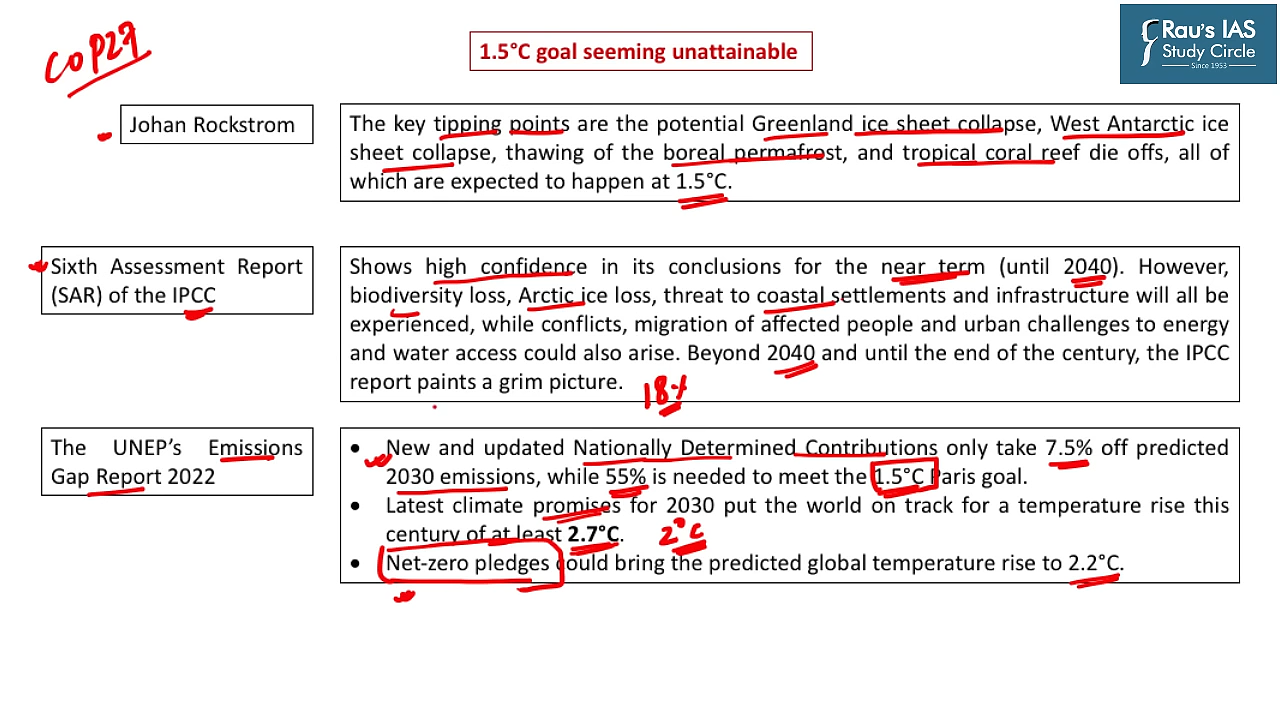 COP27
1.5°C goal seeming unattainable
Rau's IAS
Study Circle
Since 1953
Johan Rockstrom
The key tipping points are the potential Greenland ice sheet collapse, West Antarctic ice
sheet collapse, thawing of the boreal permafrost, and tropical coral reef die offs, all of
which are expected to happen at 1.5°C.
Sixth Assessment Report
(SAR) of the IPCC
Shows high confidence in its conclusions for the near term (until 2040). However,
biodiversity loss, Arctic ice loss, threat to coastal settlements and infrastructure will all be
experienced, while conflicts, migration of affected people and urban challenges to energy
and water access could also arise. Beyond 2040 and until the end of the century, the IPCC
report paints a grim picture.
18%
The UNEP's Emissions
Gap Report 2022
• New and updated Nationally Determined Contributions only take 7.5% off predicted
2030 emissions, while 55% is needed to meet the 1.5°C Paris goal.
• Latest climate promises for 2030 put the world on track for a temperature rise this
century of at least 2.7°C. 2°C
• Net-zero pledges could bring the predicted global temperature rise to 2.2°C.